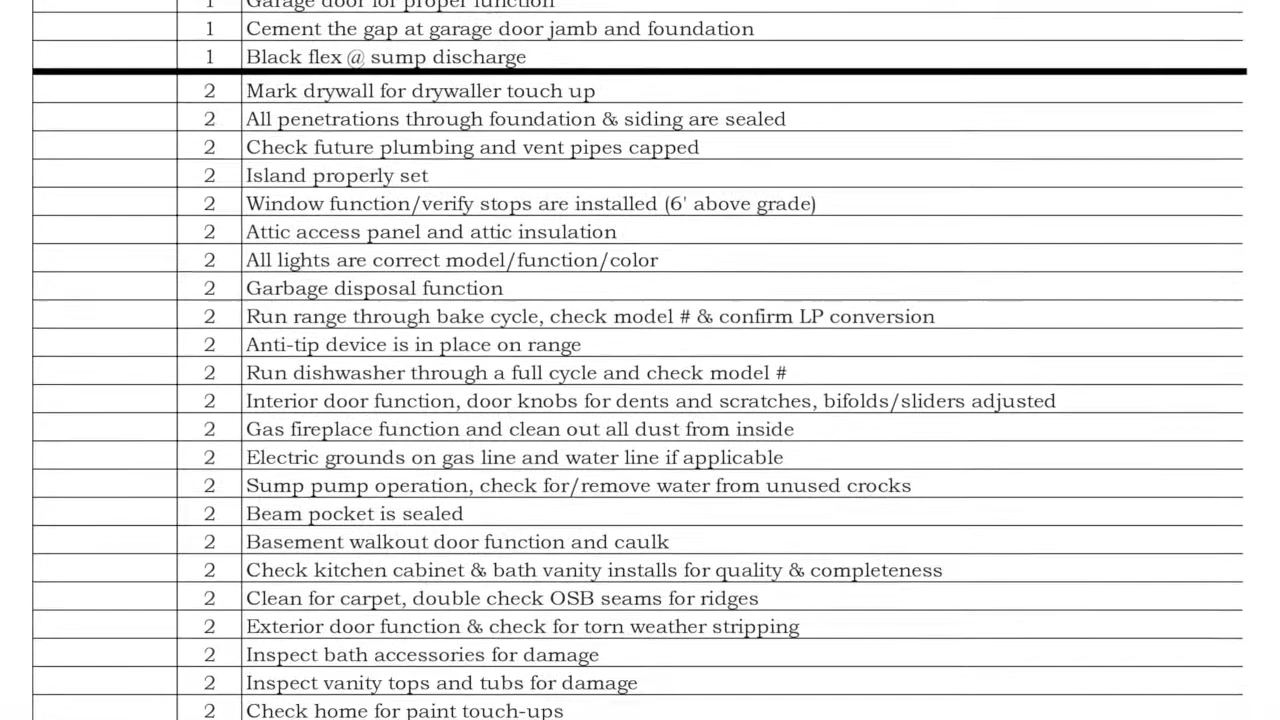 1 Garage door for proper function
1 Cement the gap at garage door jamb and foundation
1 Black flex @ sump discharge
2 Mark drywall for drywaller touch up
2 All penetrations through foundation & siding are sealed
2 Check future plumbing and vent pipes capped
2 Island properly set
2 Window function/verify stops are installed (6' above grade)
2 Attic access panel and attic insulation
2 All lights are correct model/function/color
2 Garbage disposal function
2 Run range through bake cycle, check model # & confirm LP conversion
2 Anti-tip device is in place on range
2 Run dishwasher through a full cycle and check model #
2 Interior door function, door knobs for dents and scratches, bifolds/sliders adjusted
2 Gas fireplace function and clean out all dust from inside
2 Electric grounds on gas line and water line if applicable
2 Sump pump operation, check for/remove water from unused crocks
2 Beam pocket is sealed
2 Basement walkout door function and caulk
2 Check kitchen cabinet & bath vanity installs for quality & completeness
2 Clean for carpet, double check OSB seams for ridges
2 Exterior door function & check for torn weather stripping
2 Inspect bath accessories for damage
2 Inspect vanity tops and tubs for damage
2 Check home for paint touch-ups